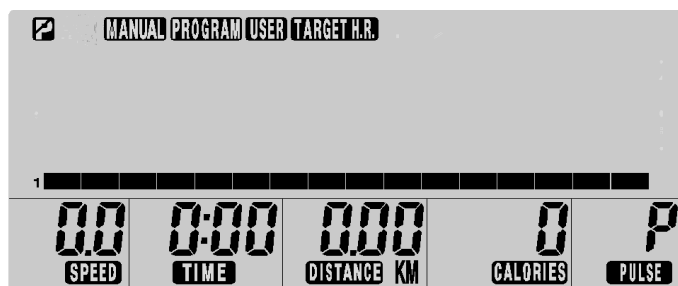 P MANUAL PROGRAM USER TARGET H.R.
1
0.0 0:00 0.00 0 P
SPEED TIME DISTANCE KM CALORIES PULSE